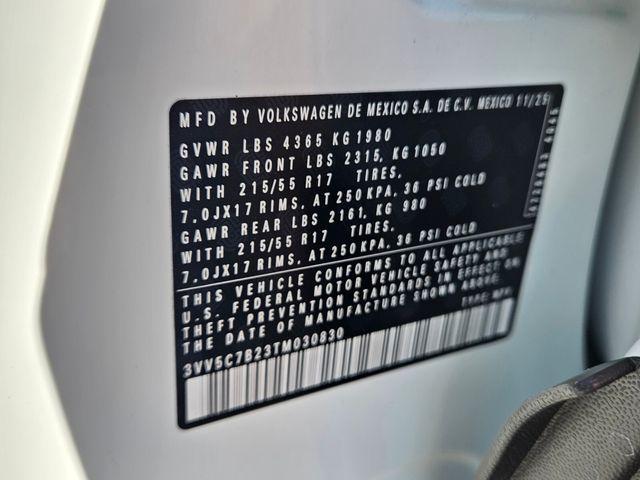 MFD BY VOLKSWAGEN DE MEXICO S.A. DE C.V. MEXICO 11/25
GVWR LBS 4365 KG 1980
GAWR FRONT LBS 2315, KG 1050
WITH 215/55 R17 TIRES.
7.0JX17 RIMS, AT 250 KPA, 36 PSI COLD
GAWR REAR LBS 2161, KG 980
WITH 215/55 R17 TIRES.
7.0JX17 RIMS, AT 250 KPA, 36 PSI COLD
THIS VEHICLE CONFORMS TO ALL APPLICABLE
U.S. FEDERAL MOTOR VEHICLE SAFETY AND
THEFT PREVENTION STANDARDS IN EFFECT ON
THE DATE OF MANUFACTURE SHOWN ABOVE.
3VV5C7B23TM030830
TYPE: MPV